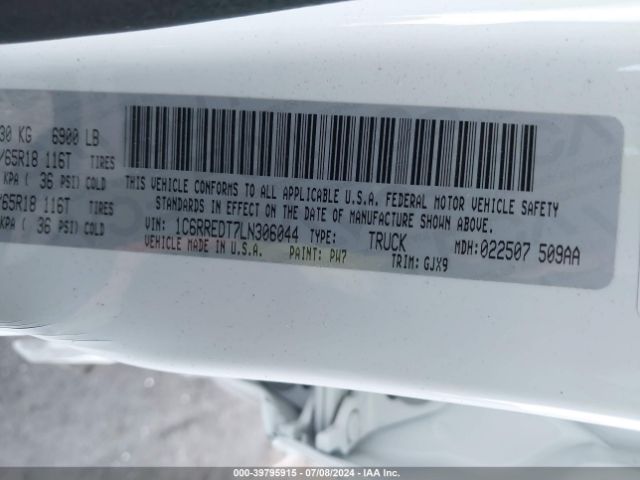 30 KG 6900 LB
/65R18 116T TIRES
KPA ( 36 PSI) COLD
/65R18 116T TIRES
KPA ( 36 PSI) COLD
THIS VEHICLE CONFORMS TO ALL APPLICABLE U.S.A. FEDERAL MOTOR VEHICLE SAFETY
STANDARDS IN EFFECT ON THE DATE OF MANUFACTURE SHOWN ABOVE.
VIN: 1C6RREDT7LN306044 TYPE: TRUCK MDH:022507 509AA
VEHICLE MADE IN U.S.A. PAINT: PW7 TRIM: GJX9
000-39795915 - 07/08/2024 - IAA Inc.